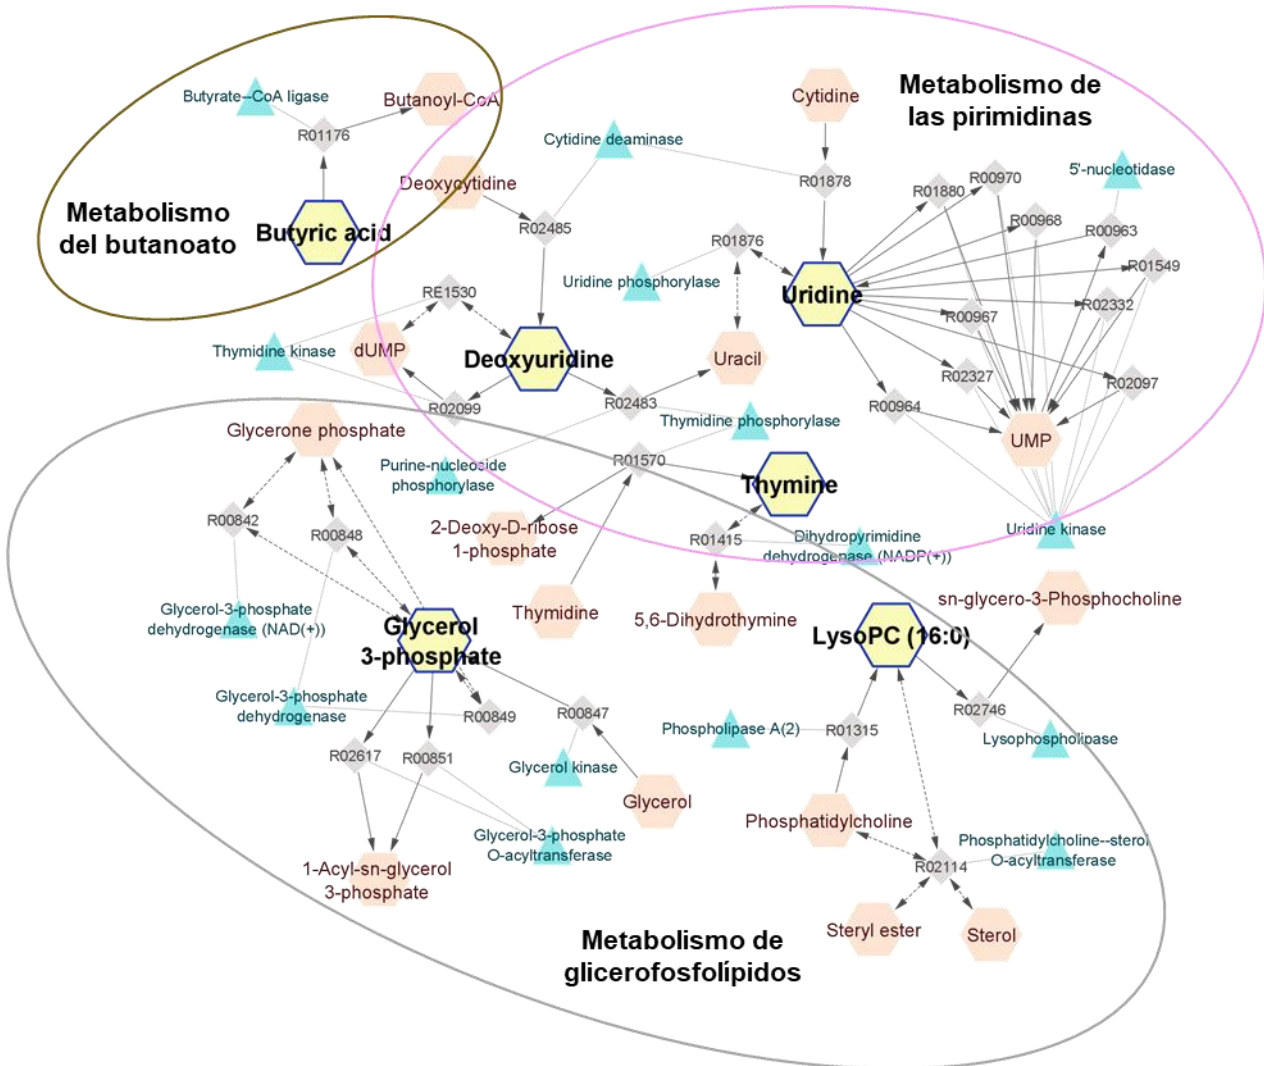 Butyrate--CoA ligase
Butanoyl-CoA
R01176
Metabolismo
del butanoato
Butyric acid
Cytidine
Metabolismo de
las pirimidinas
Cytidine deaminase
Deoxycytidine
R02485
R01878
R01880
R00970
5'-nucleotidase
R00968
R00963
R01876
R01549
Uridine phosphorylase
Uridine
RE1530
R00967
R02332
Thymidine kinase
dUMP
Deoxyuridine
Uracil
R02327
R02097
R02099
R02483
R00964
Thymidine phosphorylase
UMP
Glycerone phosphate
Purine-nucleoside
phosphorylase
R01570
Thymine
R00842
R00848
2-Deoxy-D-ribose
1-phosphate
R01415
Dihydropyrimidine
dehydrogenase (NADP(+))
Uridine kinase
Glycerol-3-phosphate
dehydrogenase (NAD(+))
Glycerol
3-phosphate
Thymidine
5,6-Dihydrothymine
LysoPC (16:0)
sn-glycero-3-Phosphocholine
Glycerol-3-phosphate
dehydrogenase
R00849
R00847
R02746
Phospholipase A(2)
R01315
Lysophospholipase
R02617
R00851
Glycerol kinase
Glycerol
Phosphatidylcholine
Glycerol-3-phosphate
O-acyltransferase
Phosphatidylcholine--sterol
O-acyltransferase
1-Acyl-sn-glycerol
3-phosphate
R02114
Steryl ester
Sterol
Metabolismo de
glicerofosfolípidos